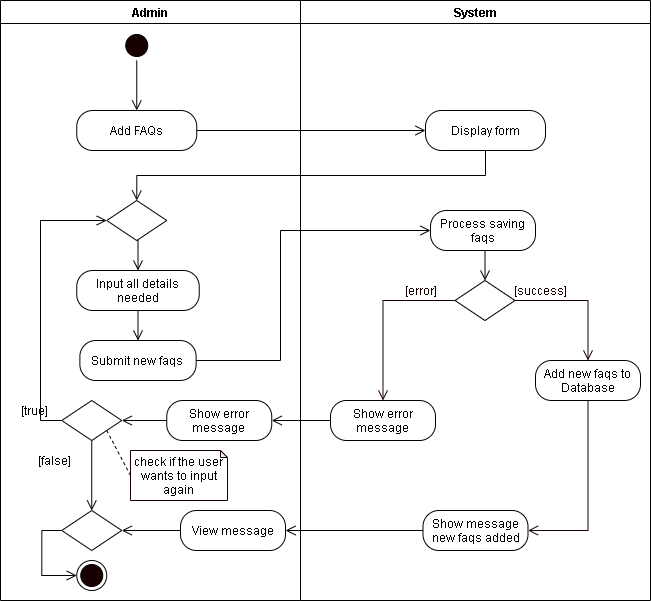 Admin
System
Add FAQs
Display form
Process saving
faqs
Input all details
needed
[error]
[success]
Submit new faqs
Add new faqs to
Database
[true]
Show error
message
Show error
message
[false]
check if the user
wants to input
again
View message
Show message
new faqs added